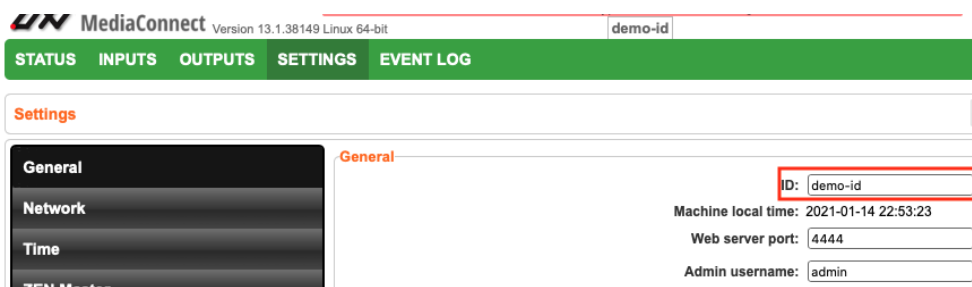 MediaConnect Version 13.1.38149 Linux 64-bit
demo-id
STATUS INPUTS OUTPUTS SETTINGS EVENT LOG
Settings
General
Network
Time
ZEN Master
General
ID: demo-id
Machine local time: 2021-01-14 22:53:23
Web server port: 4444
Admin username: admin